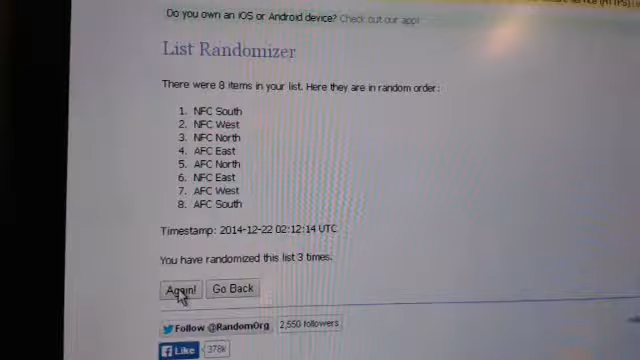 Do you own an iOS or Android device? Check out our app!
List Randomizer
There were 8 items in your list. Here they are in random order:
1. NFC South
2. NFC West
3. NFC North
4. AFC East
5. AFC North
6. NFC East
7. AFC West
8. AFC South
Timestamp: 2014-12-22 02:12:14 UTC
You have randomized this list 3 times.
Again! Go Back
Follow @RandomOrg 2,550 followers
Like 378k